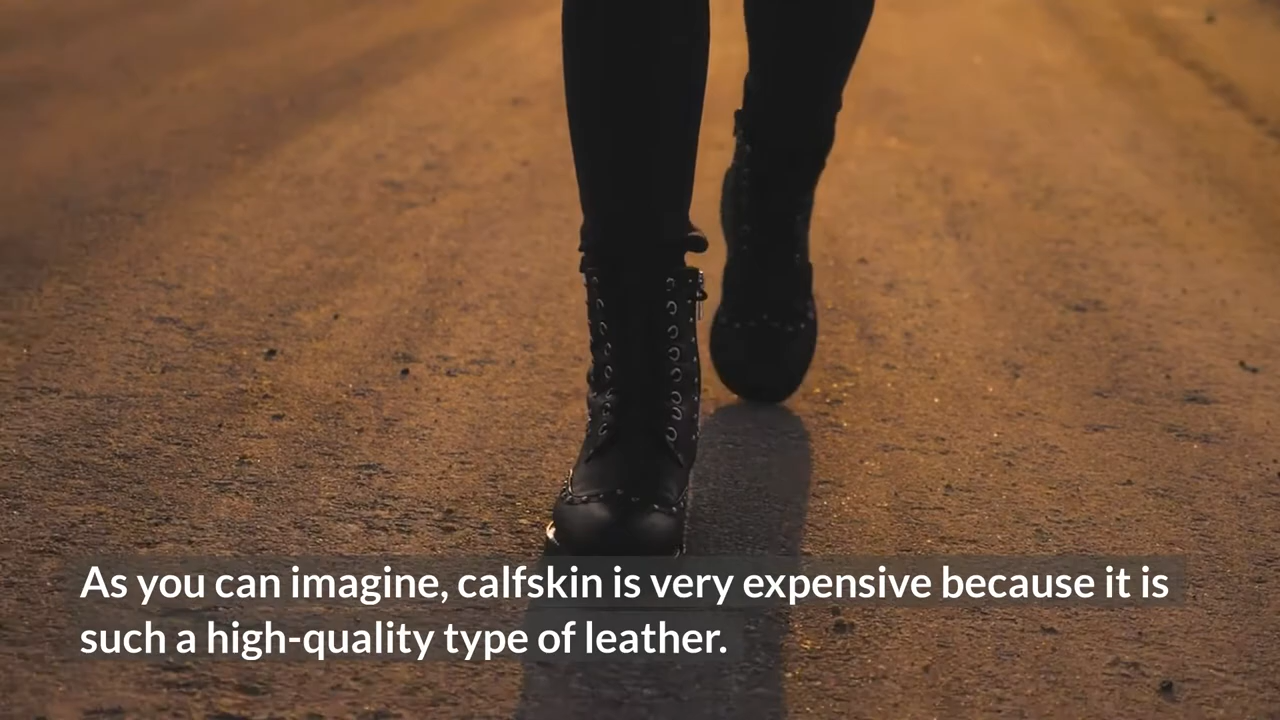 As you can imagine, calfskin is very expensive because it is
such a high-quality type of leather.